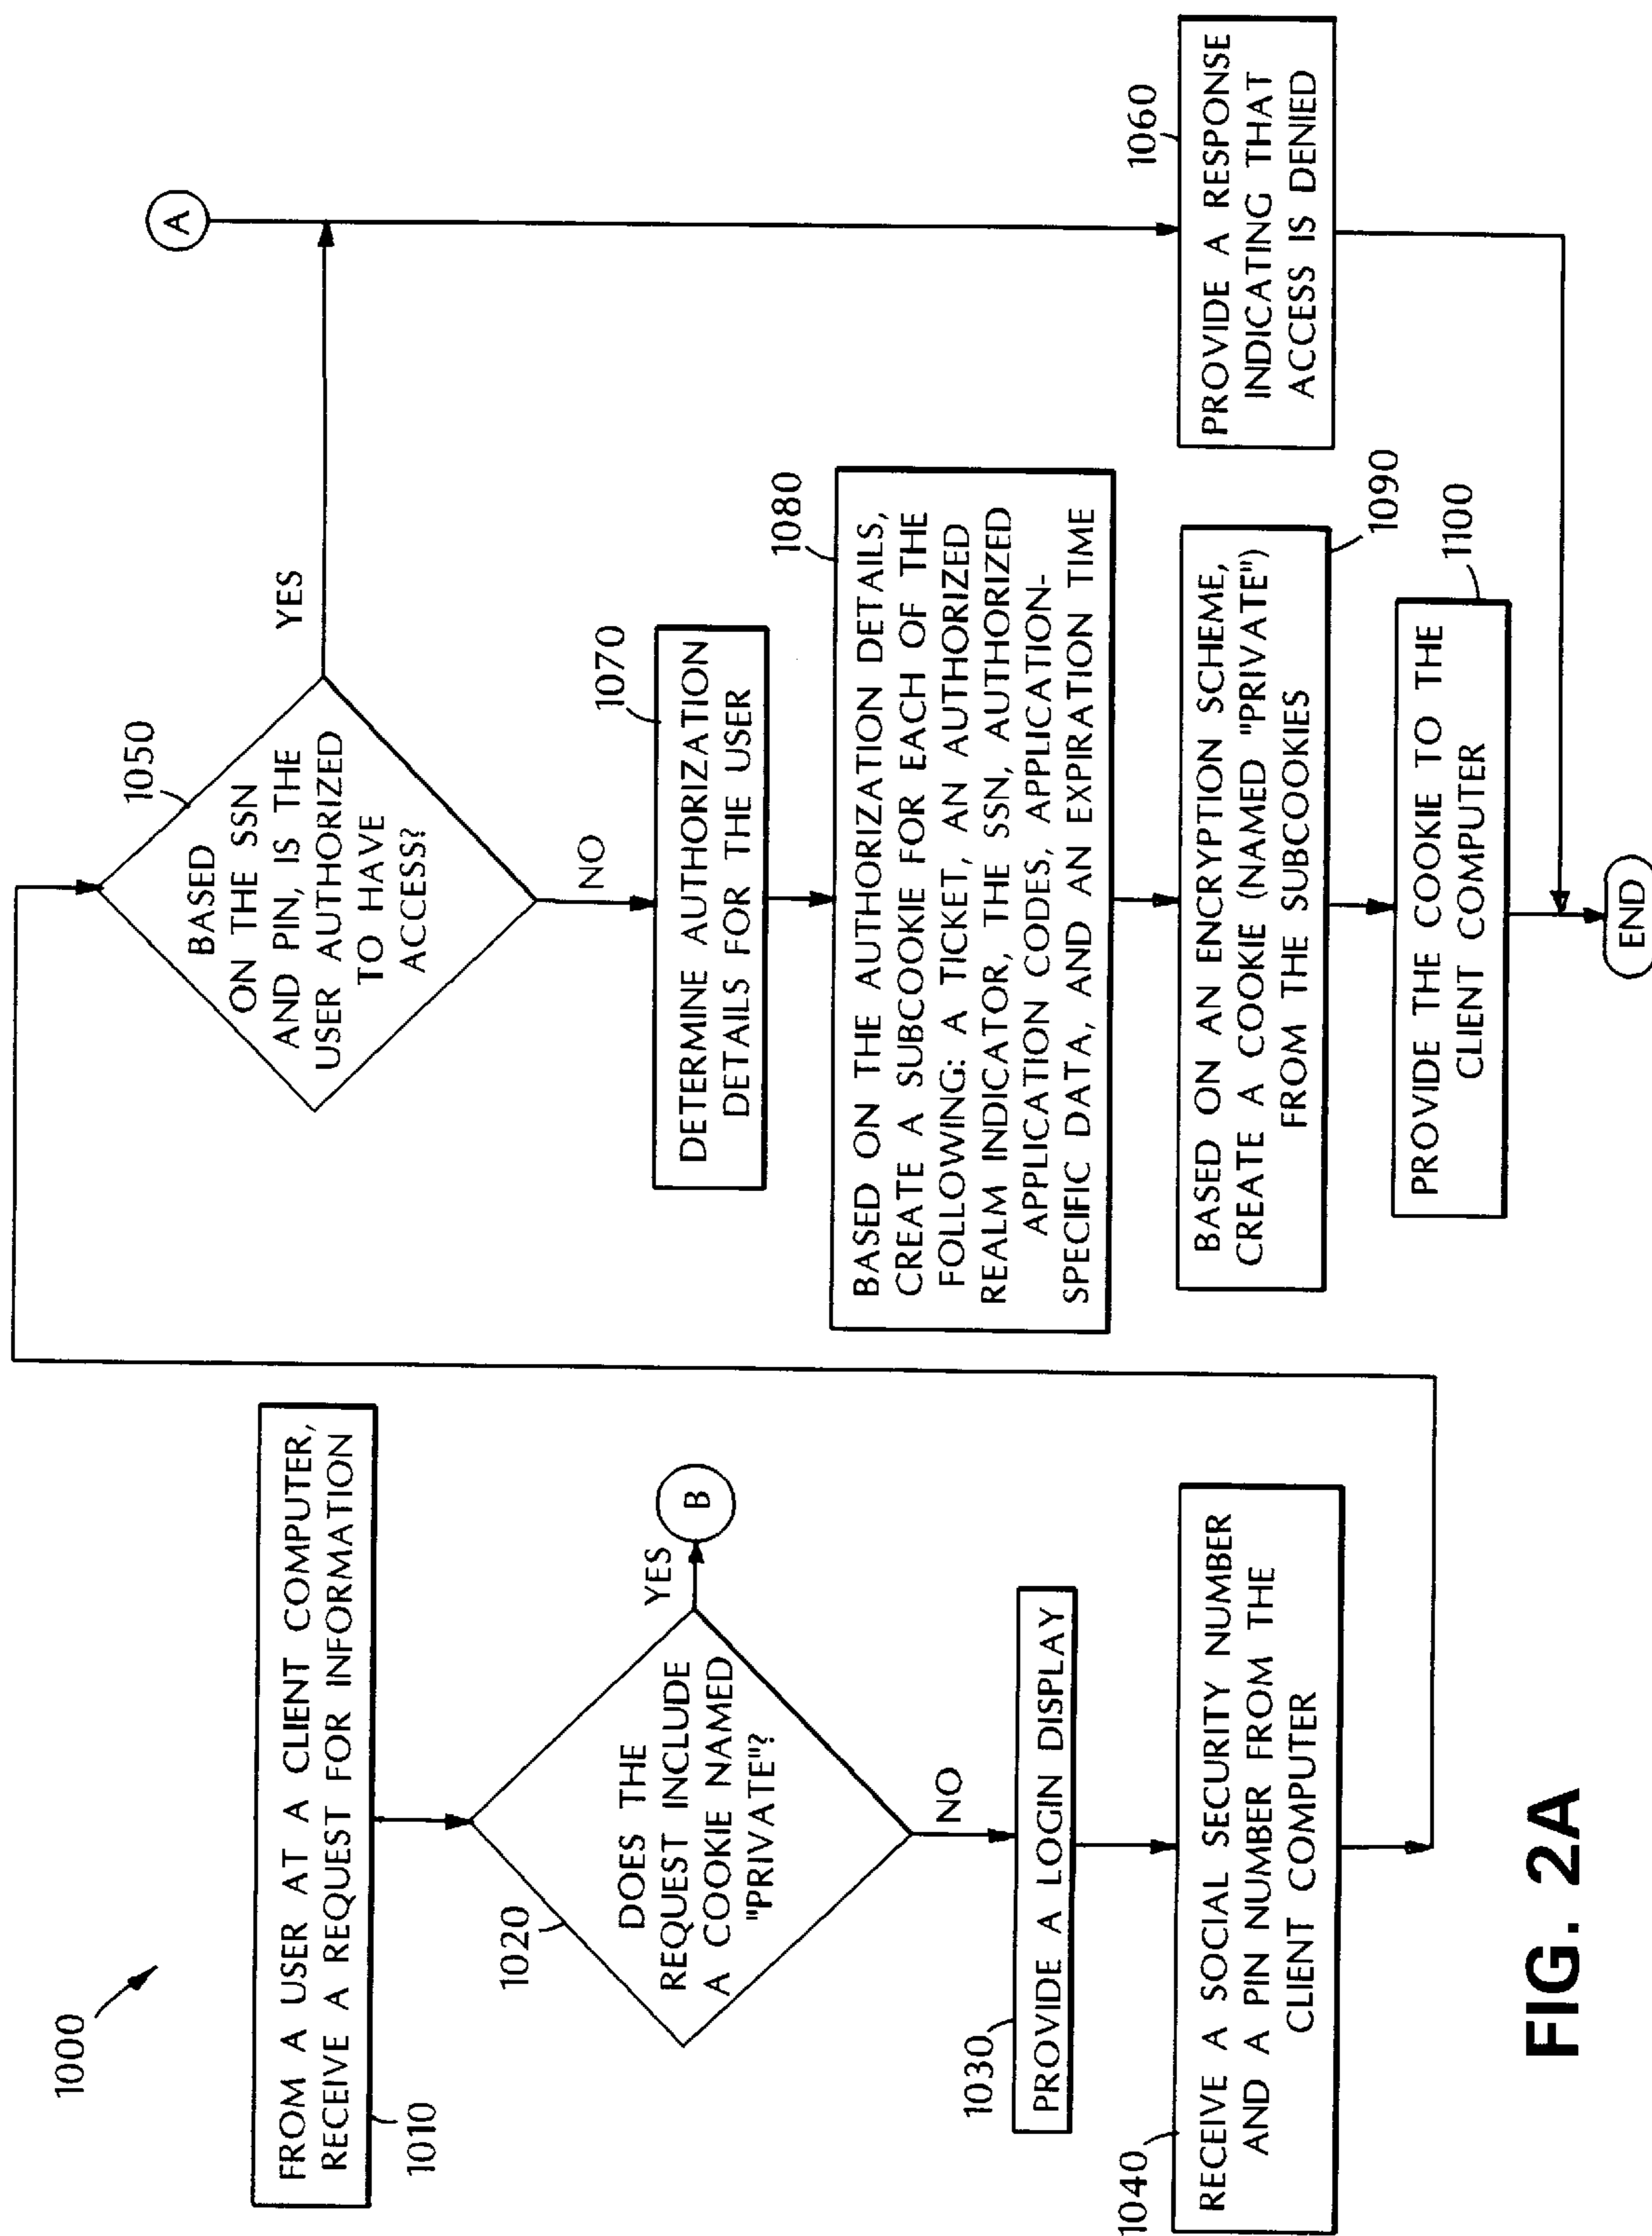 1000
FROM A USER AT A CLIENT COMPUTER,
RECEIVE A REQUEST FOR INFORMATION
1010
1020
DOES THE
REQUEST INCLUDE
A COOKIE NAMED
"PRIVATE"?
YES
B
NO
1030
PROVIDE A LOGIN DISPLAY
1040
RECEIVE A SOCIAL SECURITY NUMBER
AND A PIN NUMBER FROM THE
CLIENT COMPUTER
1050
BASED
ON THE SSN
AND PIN, IS THE
USER AUTHORIZED
TO HAVE
ACCESS?
YES
A
NO
1070
DETERMINE AUTHORIZATION
DETAILS FOR THE USER
1080
BASED ON THE AUTHORIZATION DETAILS,
CREATE A SUBCOOKIE FOR EACH OF THE
FOLLOWING: A TICKET, AN AUTHORIZED
REALM INDICATOR, THE SSN, AUTHORIZED
APPLICATION CODES, APPLICATION-
SPECIFIC DATA, AND AN EXPIRATION TIME
1090
BASED ON AN ENCRYPTION SCHEME,
CREATE A COOKIE (NAMED "PRIVATE")
FROM THE SUBCOOKIES
1100
PROVIDE THE COOKIE TO THE
CLIENT COMPUTER
1060
PROVIDE A RESPONSE
INDICATING THAT
ACCESS IS DENIED
END
FIG. 2A